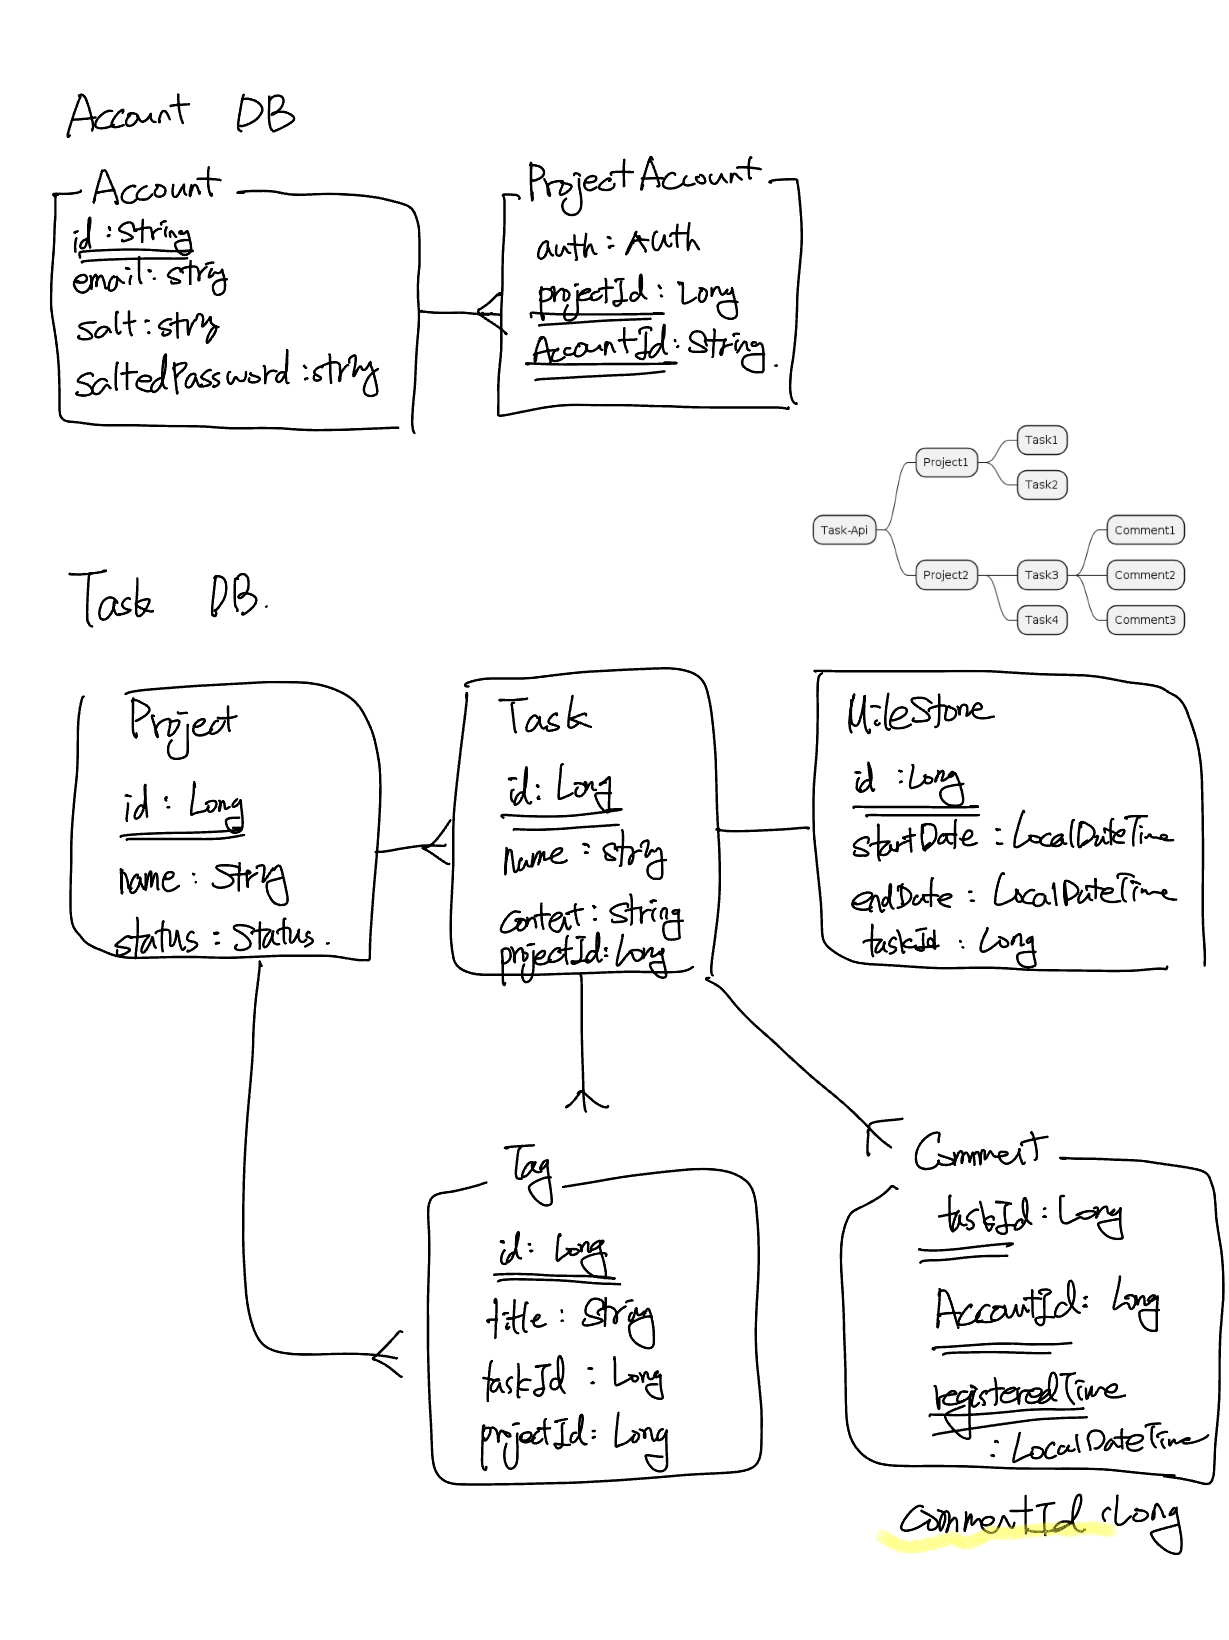 Account DB
Account
id : String
email : string
salt : string
saltedPassword : string
ProjectAccount
auth : Auth
projectId : Long
AccountId : String.
Task-Api
Project1
Task1
Task2
Project2
Task3
Task4
Comment1
Comment2
Comment3
Task DB.
Project
id : Long
name : String
status : Status.
Task
id : Long
name : string
content : String
projectId : Long
MileStone
id : Long
startDate : LocalDateTime
endDate : LocalDateTime
taskId : Long
Tag
id : Long
title : String
taskId : Long
projectId : Long
Comment
taskId : Long
AccountId : Long
registeredTime
: LocalDateTime
commentId : Long